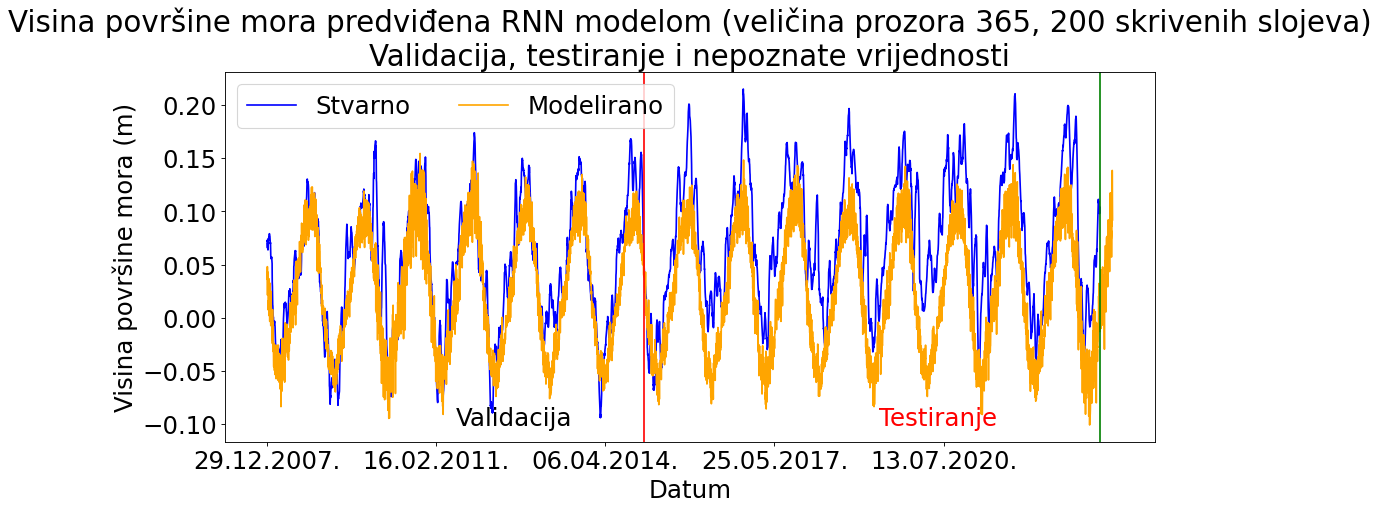 Visina površine mora predviđena RNN modelom (veličina prozora 365, 200 skrivenih slojeva)
Validacija, testiranje i nepoznate vrijednosti
Stvarno Modelirano
Visina površine mora (m)
0.20
0.15
0.10
0.05
0.00
−0.05
−0.10
Validacija Testiranje
29.12.2007. 16.02.2011. 06.04.2014. 25.05.2017. 13.07.2020.
Datum